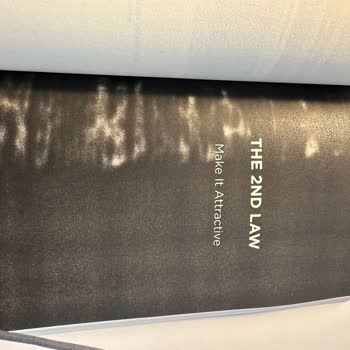 THE 2ND LAW
Make It Attractive